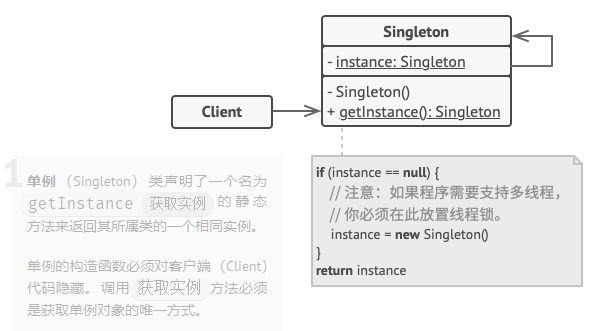 Singleton
- instance: Singleton
- Singleton()
+ getInstance(): Singleton
Client
1
单例（Singleton）类声明了一个名为
getInstance 获取实例 的静态
方法来返回其所属类的一个相同实例。
单例的构造函数必须对客户端（Client）
代码隐藏。调用 获取实例 方法必须
是获取单例对象的唯一方式。
if (instance == null) {
// 注意：如果程序需要支持多线程，
// 你必须在此放置线程锁。
instance = new Singleton()
}
return instance